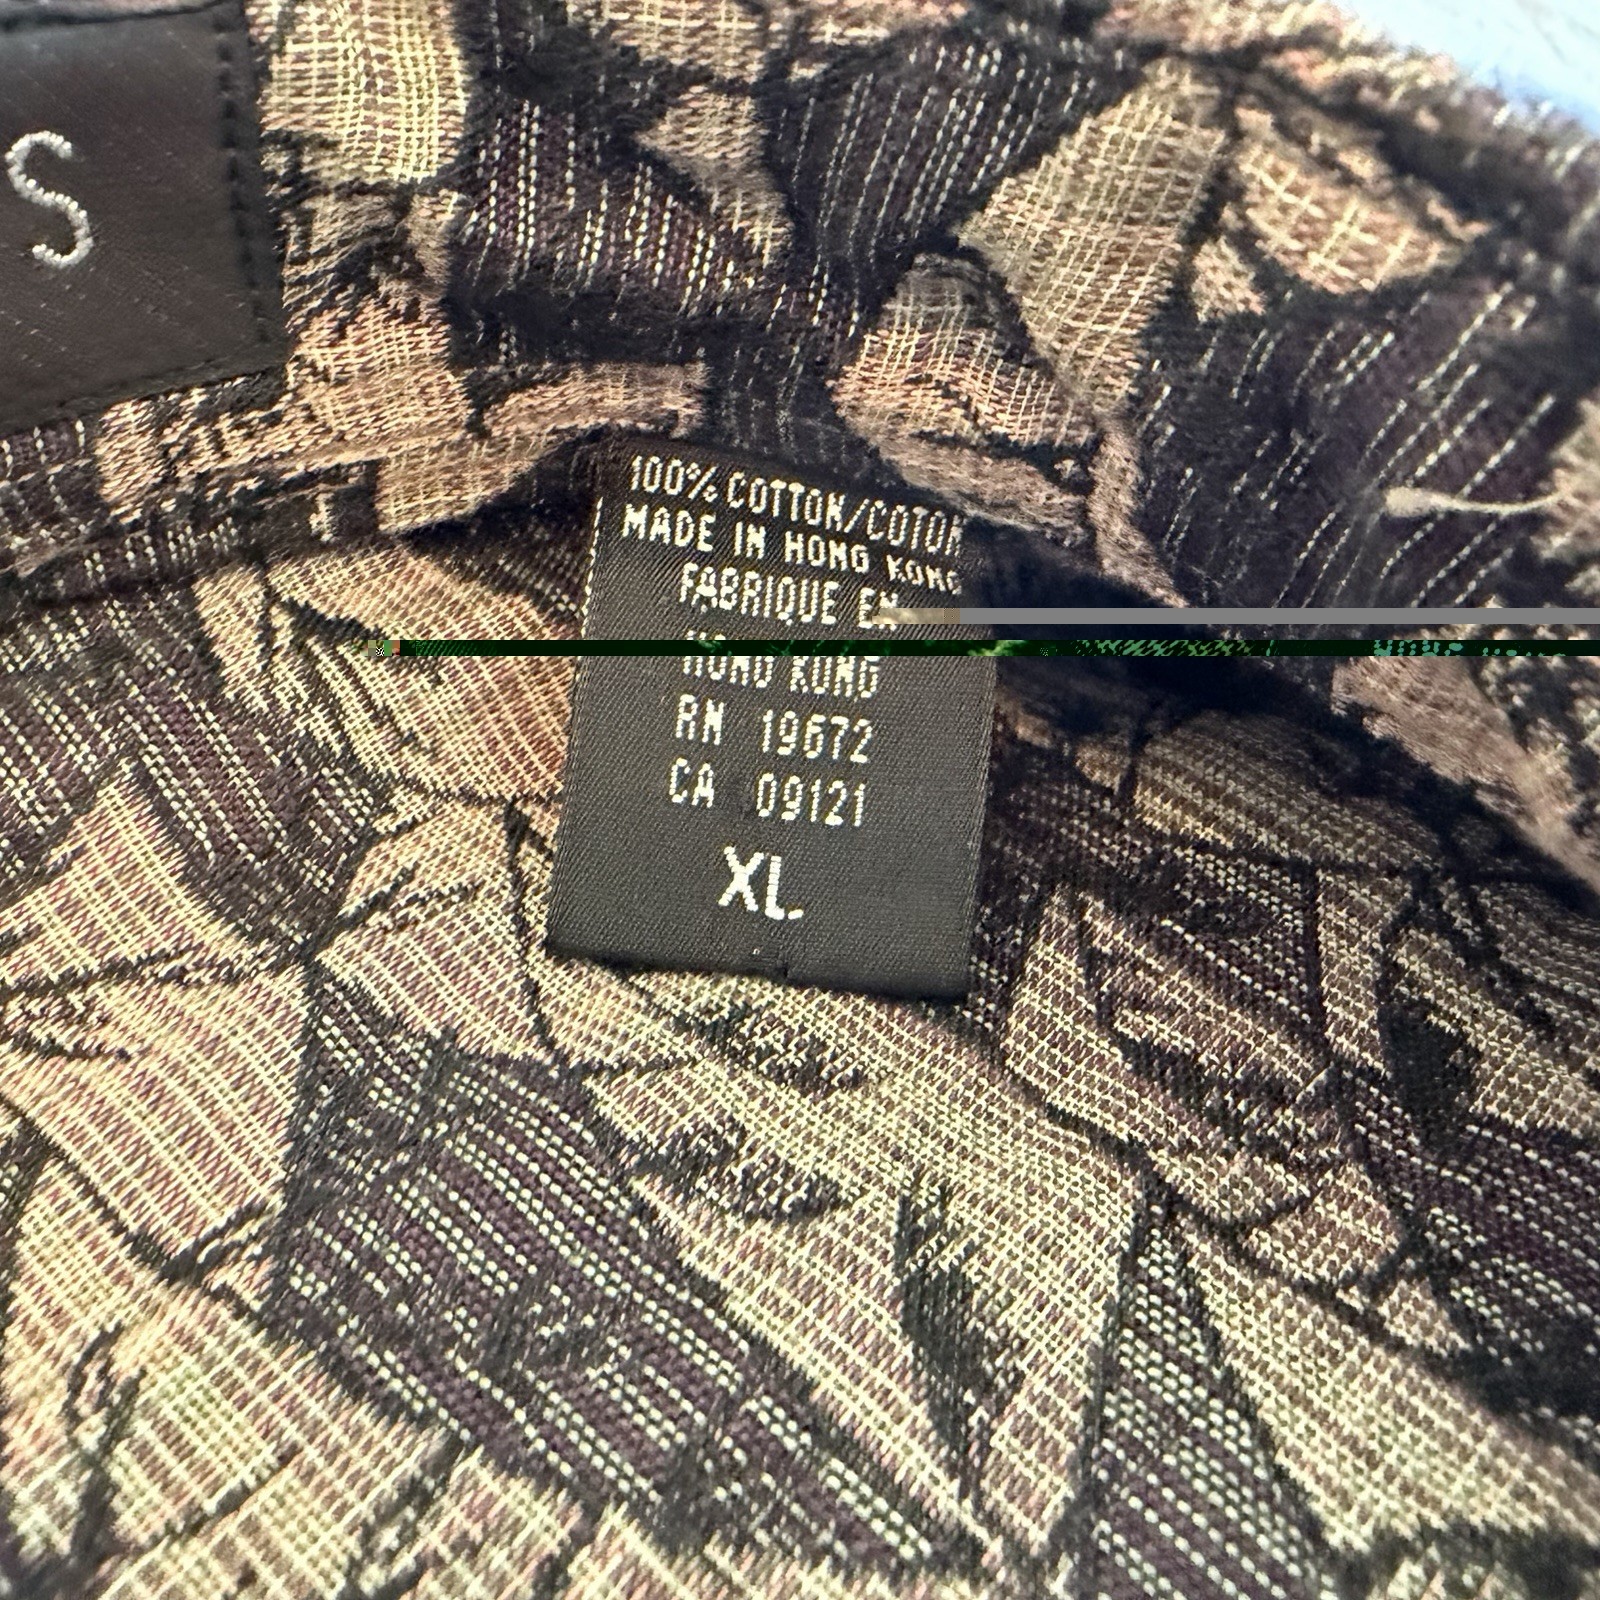 S
100% COTTON/COTON
MADE IN HONG KONG
FABRIQUE EN
HONG KONG
RN 19672
CA 09121
XL